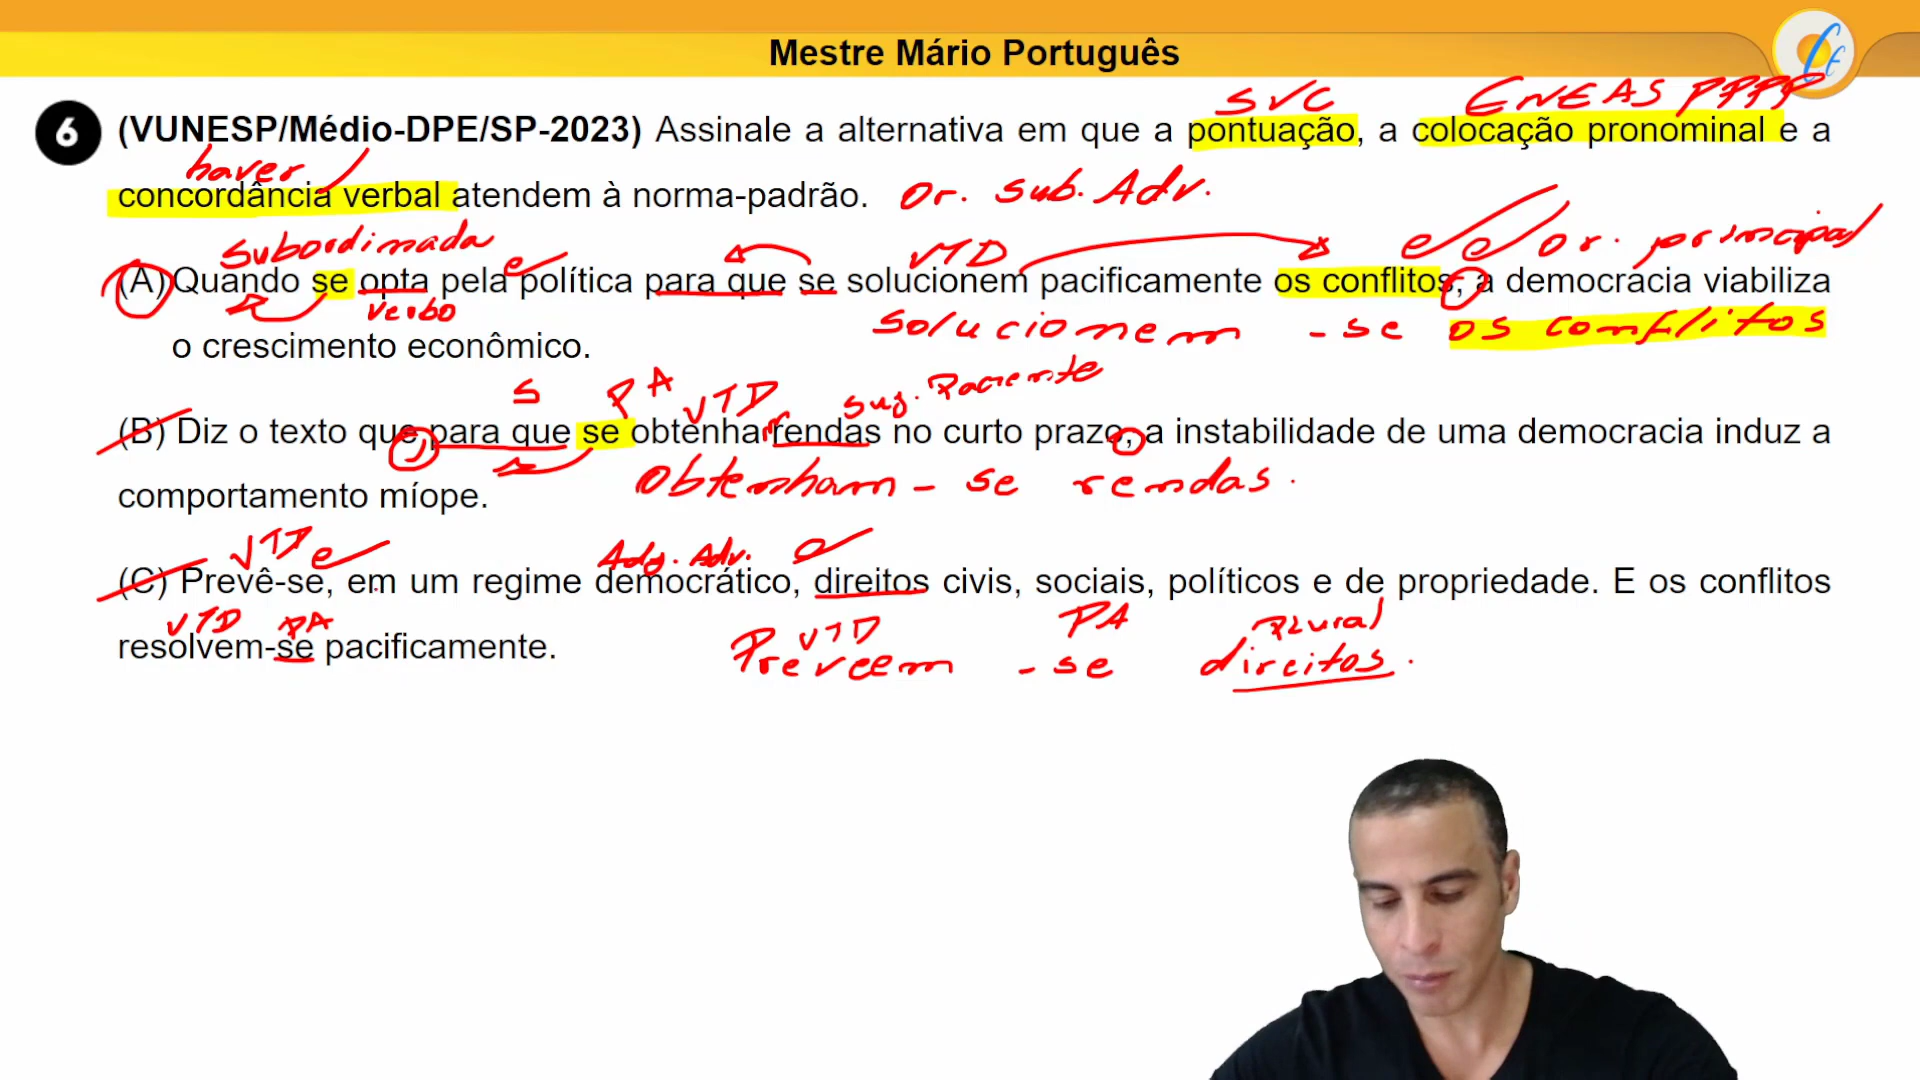 Mestre Mário Português
SVC ENEAS PPPP
6 (VUNESP/Médio-DPE/SP-2023) Assinale a alternativa em que a pontuação, a colocação pronominal e a
haver
concordância verbal atendem à norma-padrão. Or. Sub. Adv.
Subordinada VTD Or. principal
(A) Quando se opta pela política para que se solucionem pacificamente os conflitos, a democracia viabiliza
verbo Solucionem - se os conflitos
o crescimento econômico.
S PA VTD Suj. Paciente
(B) Diz o texto que, para que se obtenha rendas no curto prazo, a instabilidade de uma democracia induz a
Obtenham - se rendas.
comportamento míope.
VTD Adj. Adv.
(C) Prevê-se, em um regime democrático, direitos civis, sociais, políticos e de propriedade. E os conflitos
VTD PA VTD PA Plural
resolvem-se pacificamente. Preveem - se direitos.